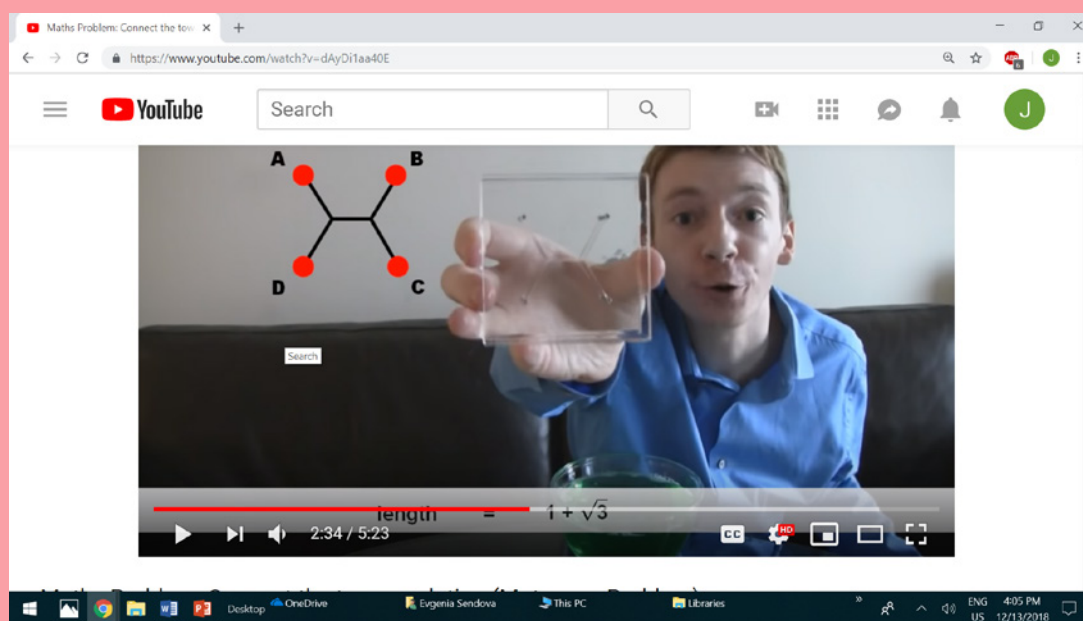 Maths Problem: Connect the tow
https://www.youtube.com/watch?v=dAyDi1aa40E
YouTube
Search
J
A
B
D
C
Search
length = 1 + √3
2:34 / 5:23
CC
HD
Desktop
OneDrive
Evgenia Sendova
This PC
Libraries
ENG
US
4:05 PM
12/13/2018